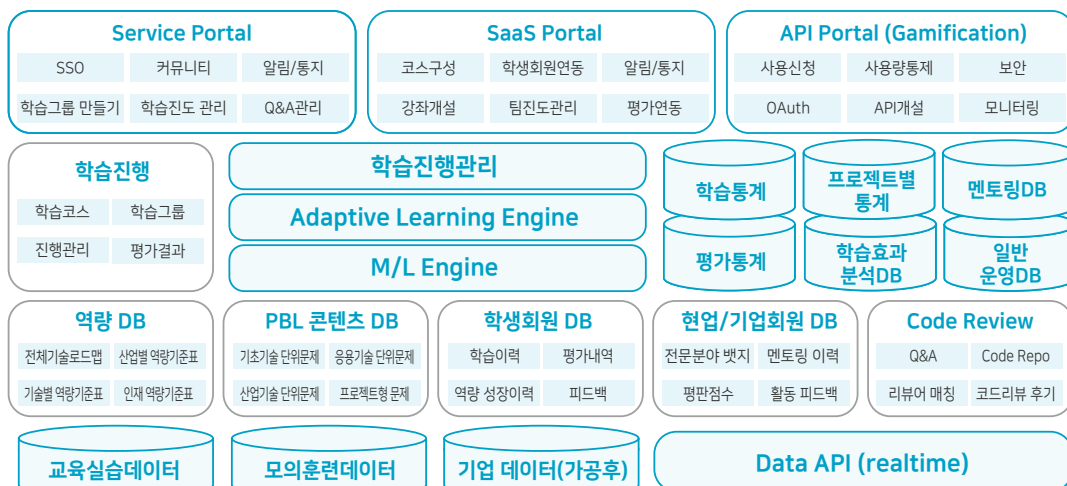 Service Portal
SSO 커뮤니티 알림/통지
학습그룹 만들기 학습진도 관리 Q&A관리
SaaS Portal
코스구성 학생회원연동 알림/통지
강좌개설 팀진도관리 평가연동
API Portal (Gamification)
사용신청 사용량통제 보안
OAuth API개설 모니터링
학습진행
학습코스 학습그룹
진행관리 평가결과
학습진행관리
Adaptive Learning Engine
M/L Engine
학습통계
프로젝트별
통계
멘토링DB
평가통계
학습효과
분석DB
일반
운영DB
역량 DB
전체기술로드맵 산업별 역량기준표
기술별 역량기준표 인재 역량기준표
PBL 콘텐츠 DB
기초기술 단위문제 응용기술 단위문제
산업기술 단위문제 프로젝트형 문제
학생회원 DB
학습이력 평가내역
역량 성장이력 피드백
현업/기업회원 DB
전문분야 뱃지 멘토링 이력
평판점수 활동 피드백
Code Review
Q&A Code Repo
리뷰어 매칭 코드리뷰 후기
교육실습데이터
모의훈련데이터
기업 데이터(가공후)
Data API (realtime)